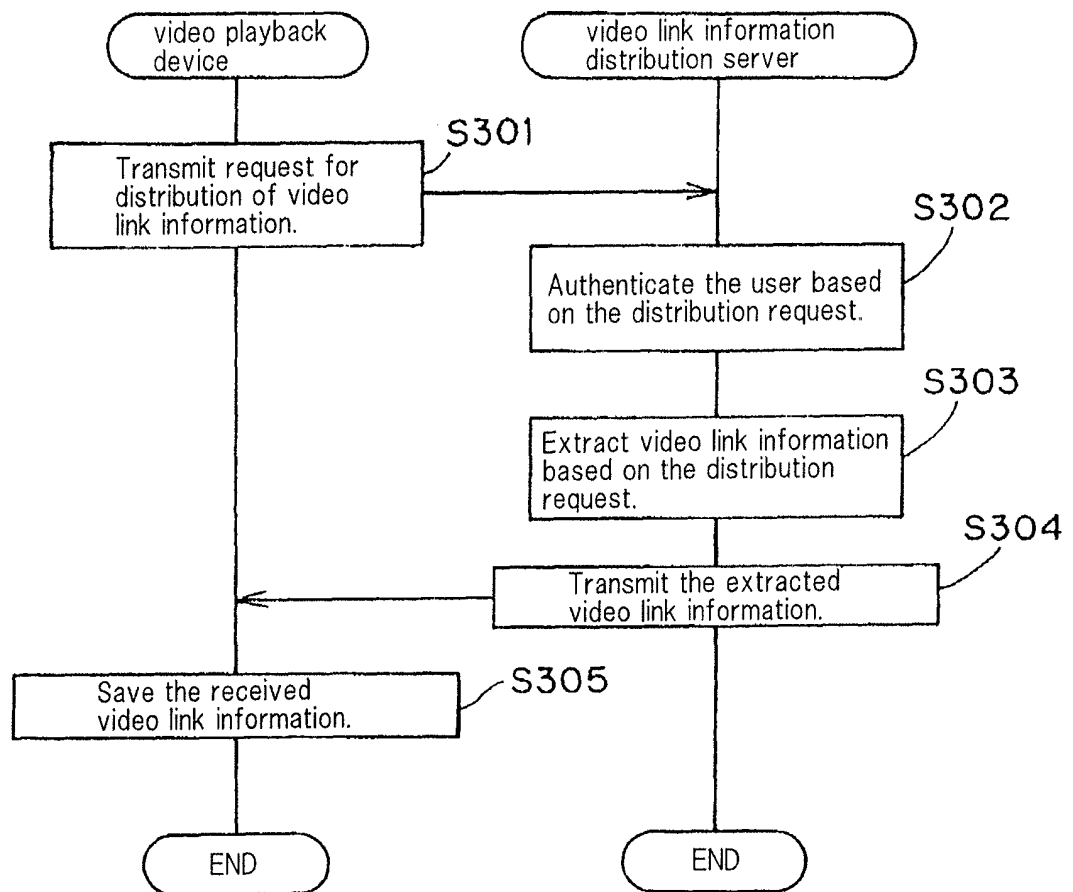 video playback
device
video link information
distribution server
S301
Transmit request for
distribution of video
link information.
S302
Authenticate the user based
on the distribution request.
S303
Extract video link information
based on the distribution
request.
S304
Transmit the extracted
video link information.
S305
Save the received
video link information.
END
END